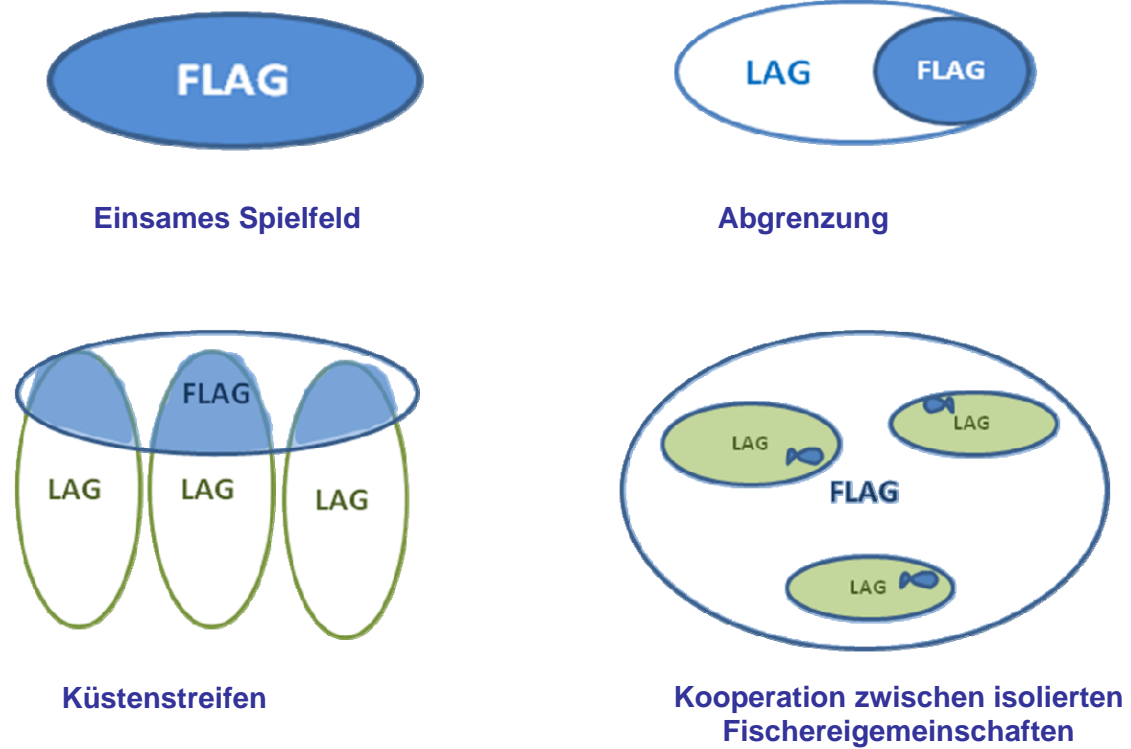 FLAG
LAG
FLAG
Einsames Spielfeld
Abgrenzung
FLAG
LAG
LAG
LAG
LAG
LAG
FLAG
LAG
Küstenstreifen
Kooperation zwischen isolierten
Fischereigemeinschaften